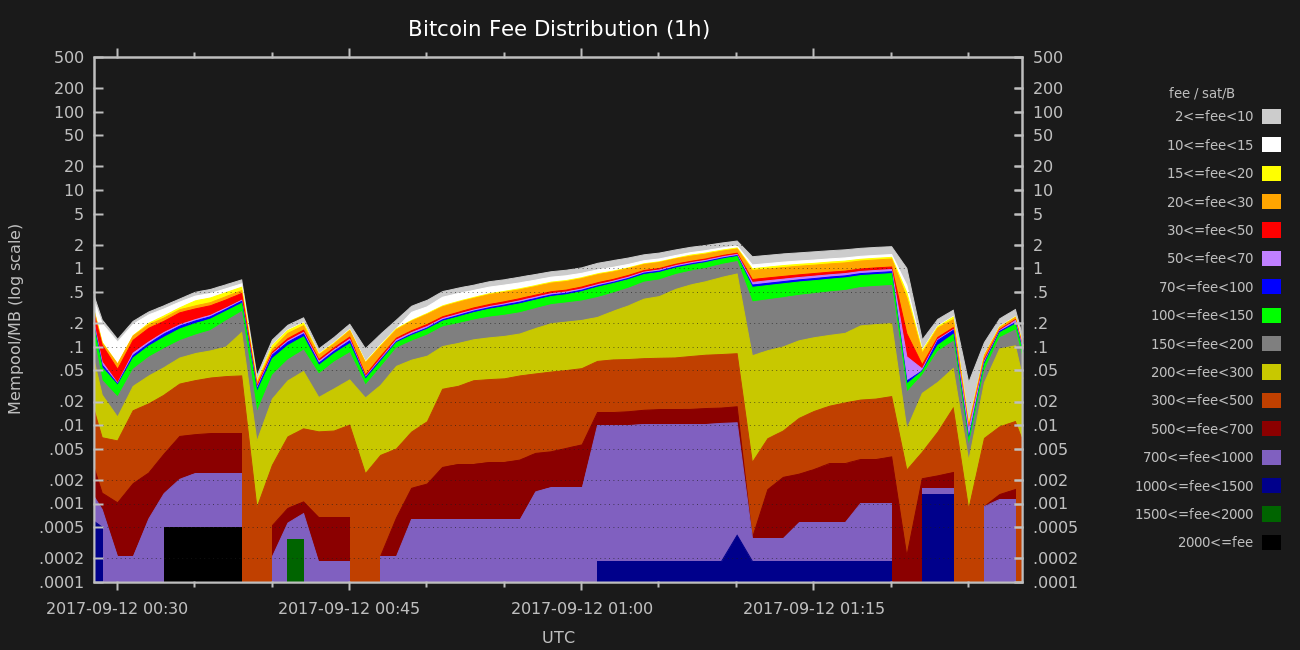 Bitcoin Fee Distribution (1h)
500
200
100
50
20
10
5
2
1
.5
.2
.1
.05
.02
.01
.005
.002
.001
.0005
.0002
.0001
Mempool/MB (log scale)
500
200
100
50
20
10
5
2
1
.5
.2
.1
.05
.02
.01
.005
.002
.001
.0005
.0002
.0001
2017-09-12 00:30
2017-09-12 00:45
2017-09-12 01:00
2017-09-12 01:15
UTC
fee / sat/B
2<=fee<10
10<=fee<15
15<=fee<20
20<=fee<30
30<=fee<50
50<=fee<70
70<=fee<100
100<=fee<150
150<=fee<200
200<=fee<300
300<=fee<500
500<=fee<700
700<=fee<1000
1000<=fee<1500
1500<=fee<2000
2000<=fee